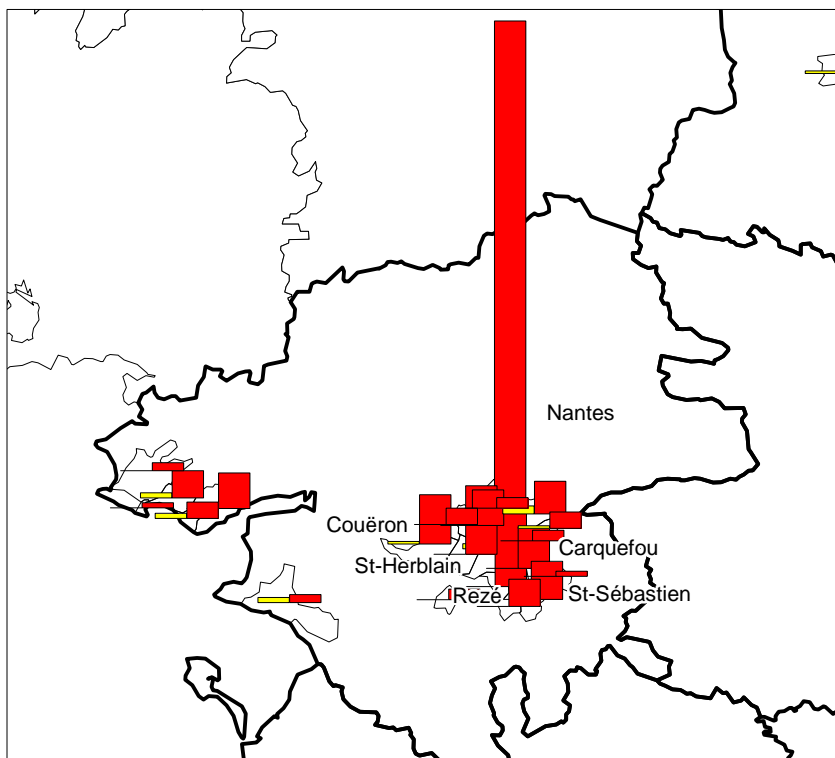 Nantes
Couëron
Carquefou
St-Herblain
Rezé
St-Sébastien